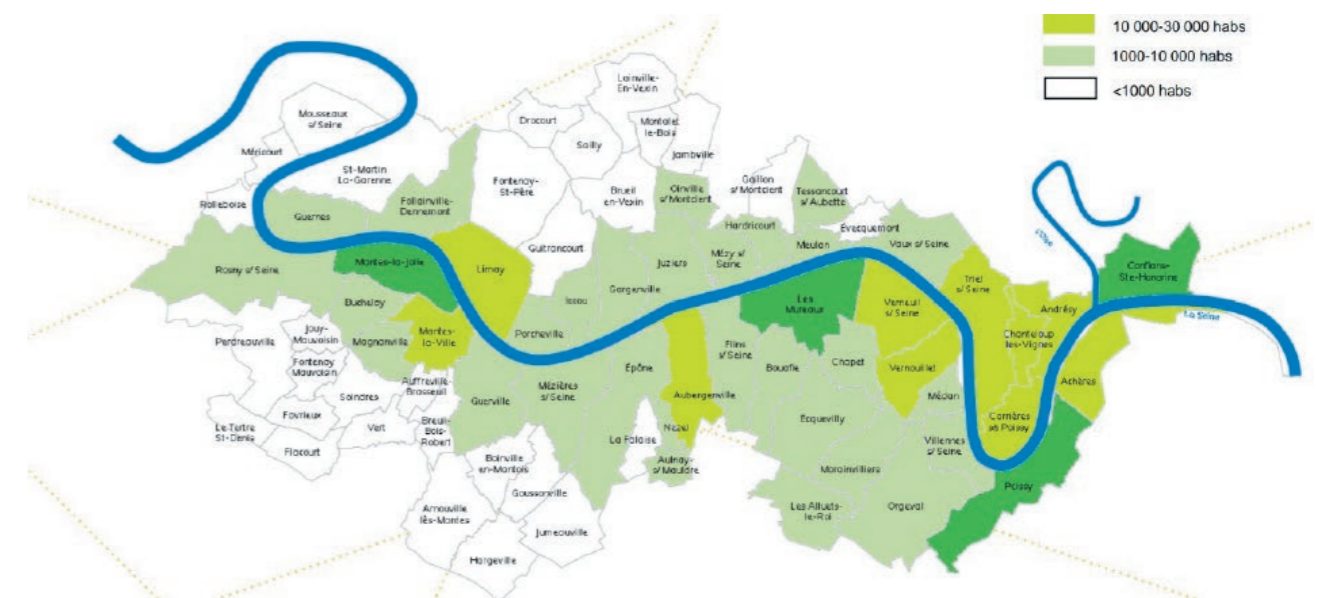 10 000-30 000 habs
1000-10 000 habs
<1000 habs
Lainville-
En-Vexin
Mousseaux
s/ Seine
Drocourt
Montalet
le-Bois
Sailly
Méricourt
Jambville
St-Martin
La-Garenne
Fontenay-
St-Père
Gaillon
s/ Montcient
Rolleboise
Follainville-
Dennemont
Brueil
en-Vexin
Oinville
s/ Montcient
Tessancourt
s/ Aubette
Guernes
Hardricourt
Évecquemont
Guitrancourt
Meulan
Vaux s/ Seine
L'Oise
Rosny s/ Seine
Mantes-la-Jolie
Limay
Juziers
Mézy s/
Seine
Conflans-
Ste-Honorine
Buchelay
Issou
Gargenville
Les
Mureaux
Verneuil
s/ Seine
Triel
s/ Seine
Andrésy
La Seine
Perdreauville
Jouy-
Mauvoisin
Magnanville
Mantes-
la-Ville
Porcheville
Flins
s/ Seine
Chanteloup
les-Vignes
Fontenay
Mauvoisin
Épône
Bouafle
Chapet
Vernouillet
Achères
Soindres
Auffreville-
Brasseuil
Guerville
Mézières
s/ Seine
Aubergenville
Médan
Favrieux
Le-Tertre
St-Denis
Vert
Breuil-
Bois-
Robert
Nézel
Ecquevilly
Carrières
ss Poissy
Flacourt
La Falaise
Villennes
s/ Seine
Boinville
en-Mantois
Aulnay-
s/ Mauldre
Morainvilliers
Poissy
Goussonville
Arnouville
lès-Mantes
Les Alluets-
le-Roi
Orgeval
Jumeauville
Hargeville